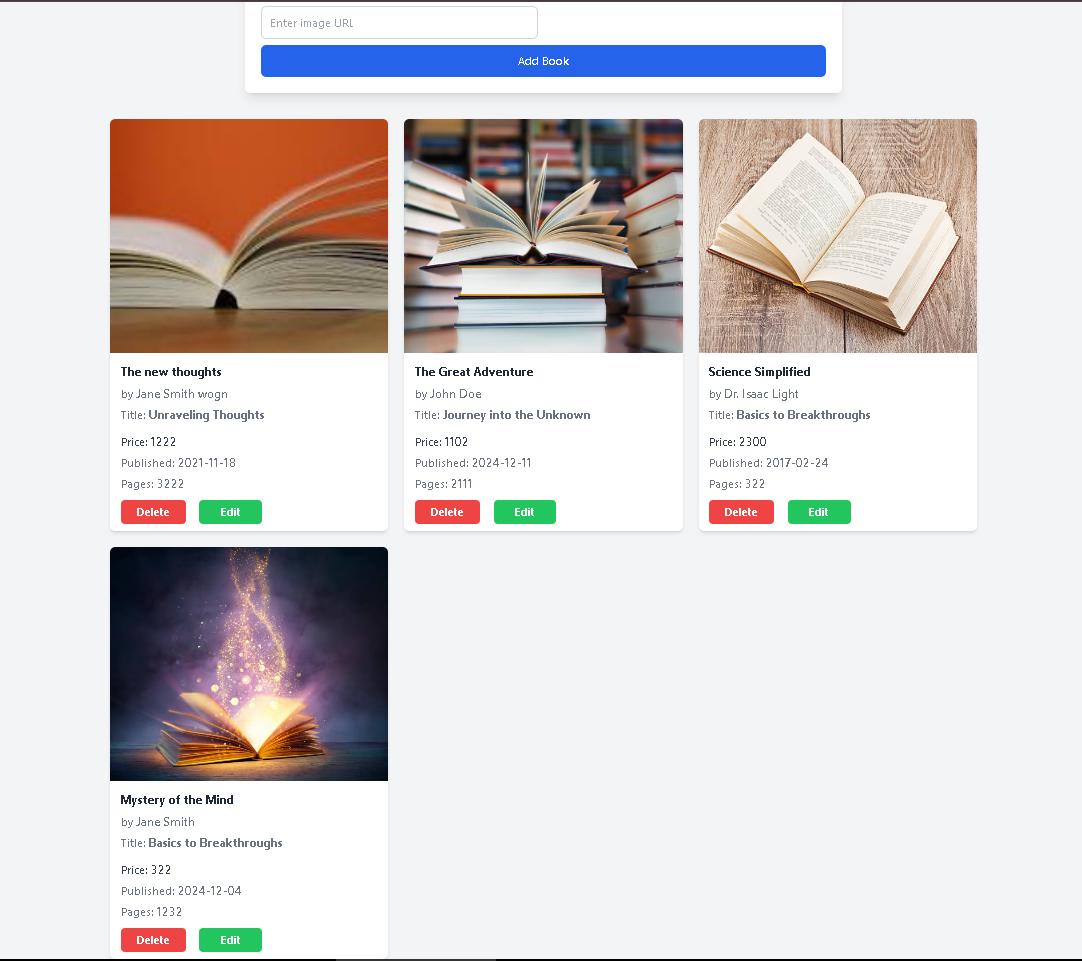 Enter image URL
Add Book
The new thoughts
by Jane Smith wogn
Title: Unraveling Thoughts
Price: 1222
Published: 2021-11-18
Pages: 3222
Delete Edit
The Great Adventure
by John Doe
Title: Journey into the Unknown
Price: 1102
Published: 2024-12-11
Pages: 2111
Delete Edit
Science Simplified
by Dr. Isaac Light
Title: Basics to Breakthroughs
Price: 2300
Published: 2017-02-24
Pages: 322
Delete Edit
Mystery of the Mind
by Jane Smith
Title: Basics to Breakthroughs
Price: 322
Published: 2024-12-04
Pages: 1232
Delete Edit